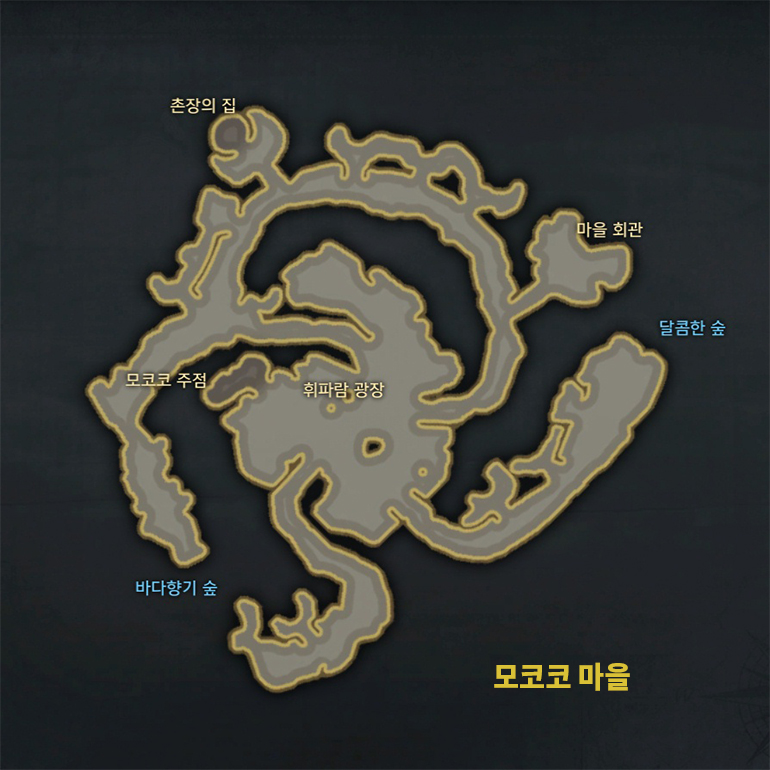 촌장의 집
마을 회관
달콤한 숲
모코코 주점
휘파람 광장
바다향기 숲
모코코 마을